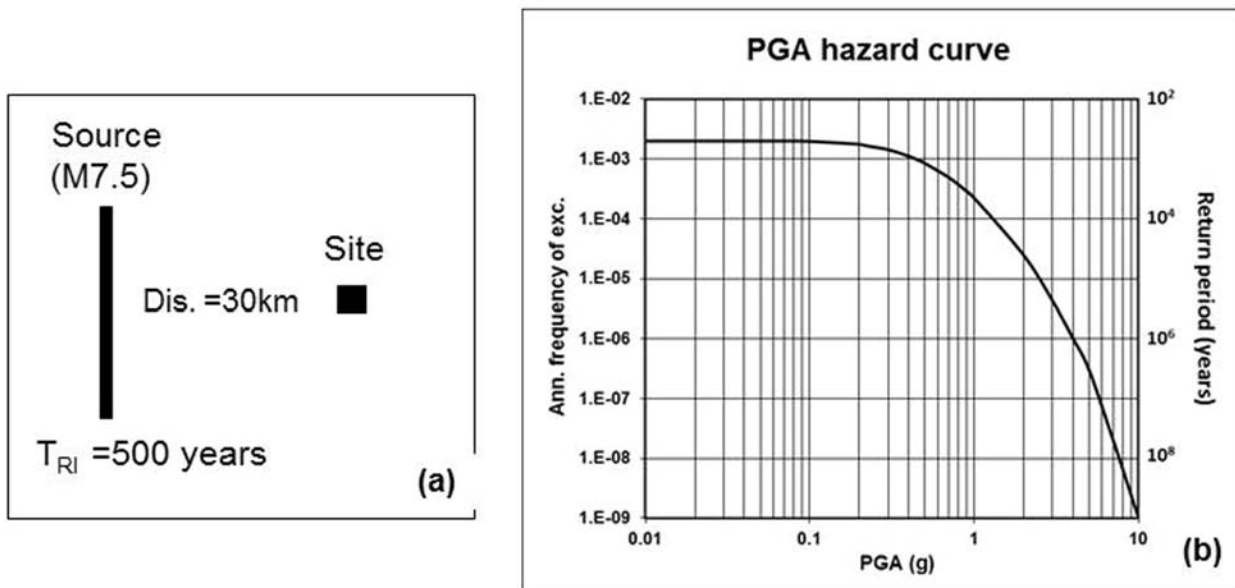 Source
(M7.5)
Site
Dis. =30km
T_RI =500 years
(a)
PGA hazard curve
Ann. frequency of exc.
1.E-02
1.E-03
1.E-04
1.E-05
1.E-06
1.E-07
1.E-08
1.E-09
0.01
0.1
1
10
PGA (g)
10²
10⁴
10⁶
10⁸
Return period (years)
(b)